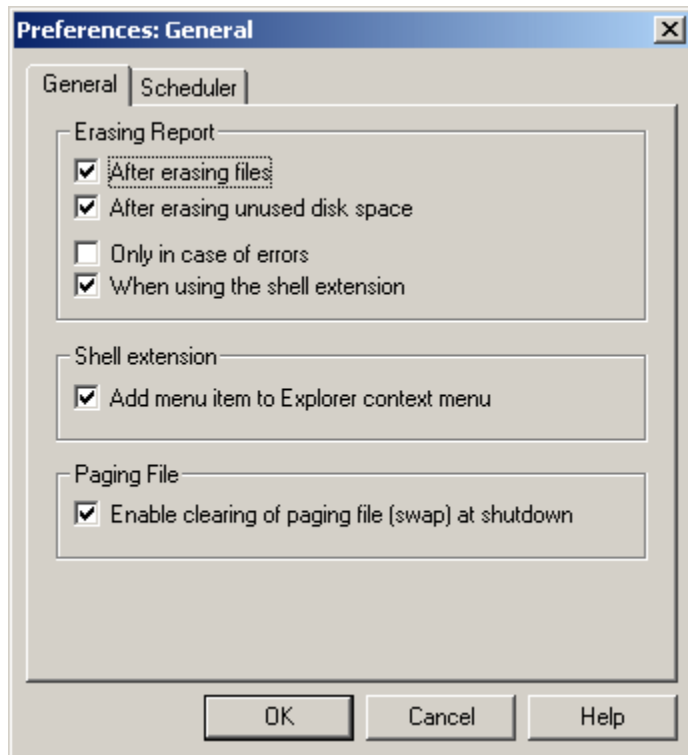 Preferences: General
General
Scheduler
Erasing Report
After erasing files
After erasing unused disk space
Only in case of errors
When using the shell extension
Shell extension
Add menu item to Explorer context menu
Paging File
Enable clearing of paging file (swap) at shutdown
OK
Cancel
Help